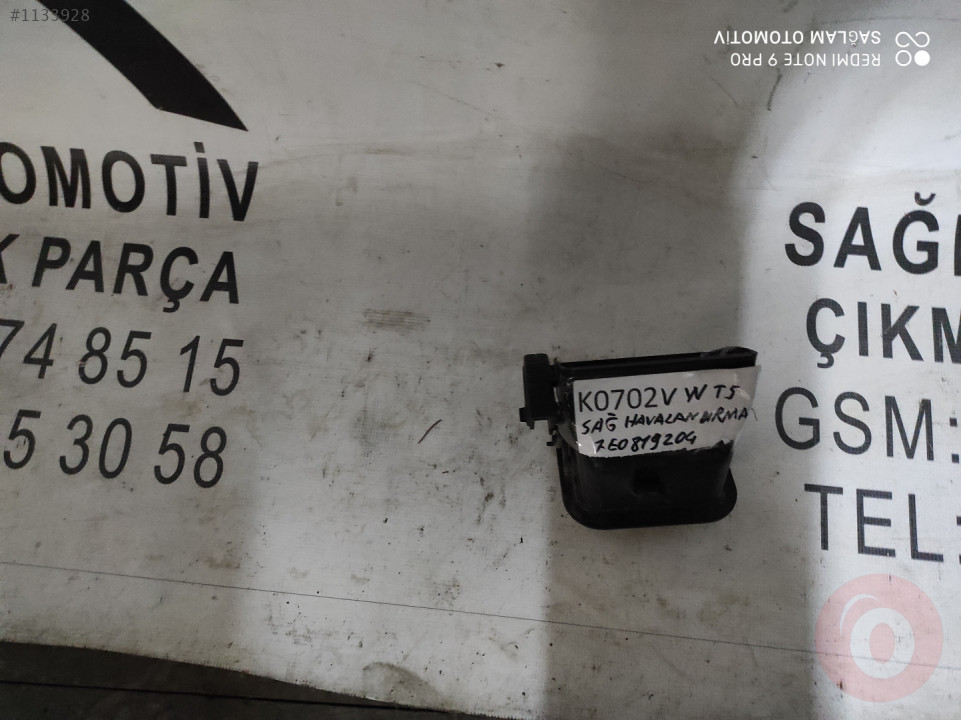 #1133928
REDMI NOTE 9 PRO
SAĞLAM OTOMOTİV
OMOTİV
K PARÇA
74 85 15
5 30 58
SAĞ
ÇIKM
GSM:
TEL:
K0702V W T5
SAĞ HAVALANDIRMA
7E0819204